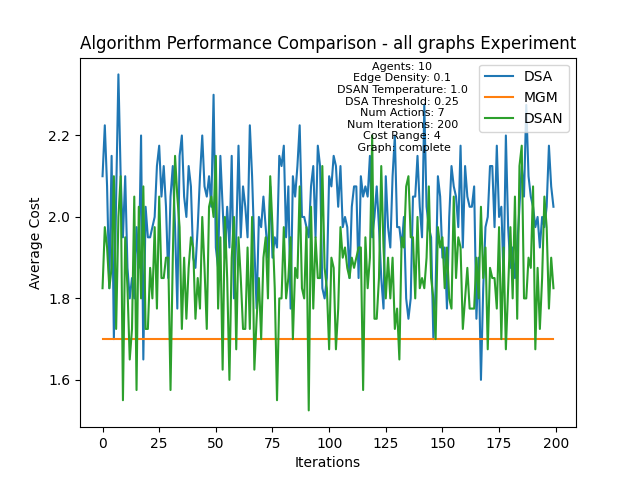 Algorithm Performance Comparison - all graphs Experiment
Agents: 10
Edge Density: 0.1
DSAN Temperature: 1.0
DSA Threshold: 0.25
Num Actions: 7
Num Iterations: 200
Cost Range: 4
Graph: complete
DSA
MGM
DSAN
Average Cost
2.2
2.0
1.8
1.6
0
25
50
75
100
125
150
175
200
Iterations